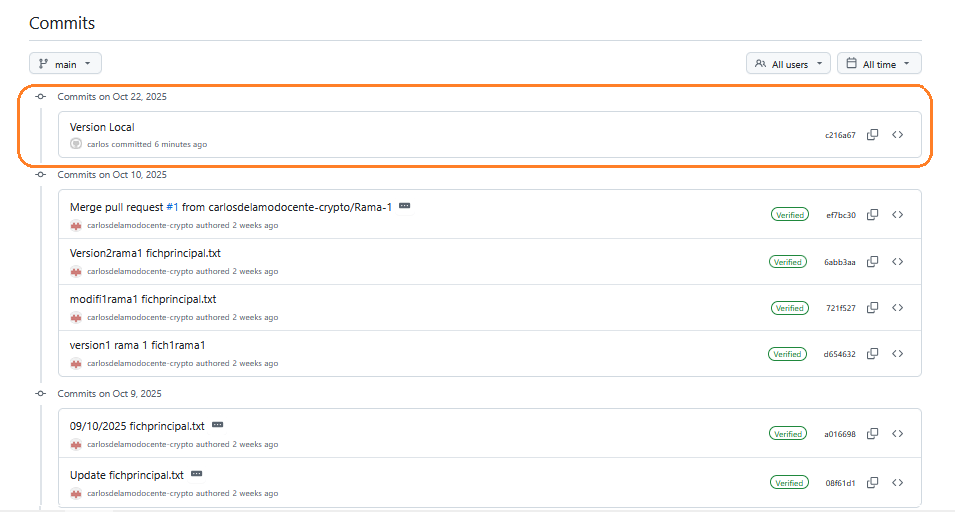 Commits
main
All users
All time
Commits on Oct 22, 2025
Version Local
carlos committed 6 minutes ago
c216a67
Commits on Oct 10, 2025
Merge pull request #1 from carlosdelamodocente-crypto/Rama-1
carlosdelamodocente-crypto authored 2 weeks ago
Verified
ef7bc30
Version2rama1 fichprincipal.txt
carlosdelamodocente-crypto authored 2 weeks ago
Verified
6abb3aa
modifi1rama1 fichprincipal.txt
carlosdelamodocente-crypto authored 2 weeks ago
Verified
721f527
version1 rama 1 fich1rama1
carlosdelamodocente-crypto authored 2 weeks ago
Verified
d654632
Commits on Oct 9, 2025
09/10/2025 fichprincipal.txt
carlosdelamodocente-crypto authored 2 weeks ago
Verified
a016698
Update fichprincipal.txt
carlosdelamodocente-crypto authored 2 weeks ago
Verified
08f61d1